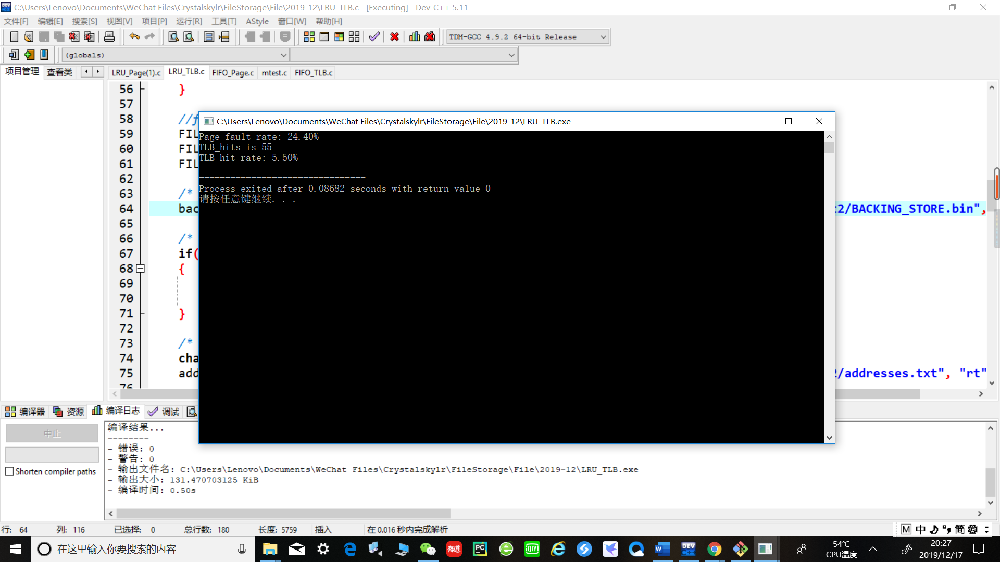 C:\Users\Lenovo\Documents\WeChat Files\Crystalskylr\FileStorage\File\2019-12\LRU_TLB.c - [Executing] - Dev-C++ 5.11
文件[F] 编辑[E] 搜索[S] 视图[V] 项目[P] 运行[R] 工具[T] AStyle 窗口[W] 帮助[H]
TDM-GCC 4.9.2 64-bit Release
(globals)
项目管理 查看类
LRU_Page(1).c LRU_TLB.c FIFO_Page.c mtest.c FIFO_TLB.c
56 }
57
58 //f
59 FIL
60 FIL
61 FIL
62
63 /*
64 bac 2/BACKING_STORE.bin",
65
66 /*
67 if(
68 {
69
70
71 }
72
73 /*
74 cha
75 add /addresses.txt", "rt"
76
C:\Users\Lenovo\Documents\WeChat Files\Crystalskylr\FileStorage\File\2019-12\LRU_TLB.exe
Page-fault rate: 24.40%
TLB_hits is 55
TLB hit rate: 5.50%
--------------------------------
Process exited after 0.08682 seconds with return value 0
请按任意键继续. . .
编译器 资源 编译日志 调试
中止
Shorten compiler paths
编译结果...
--------
- 错误: 0
- 警告: 0
- 输出文件名: C:\Users\Lenovo\Documents\WeChat Files\Crystalskylr\FileStorage\File\2019-12\LRU_TLB.exe
- 输出大小: 131.470703125 KiB
- 编译时间: 0.50s
行: 64 列: 116 已选择: 0 总行数: 180 长度: 5759 插入 在 0.016 秒内完成解析
M 中 简
在这里输入你要搜索的内容
有道 PC iQIYI W DEV C++
54℃
CPU温度
20:27
2019/12/17